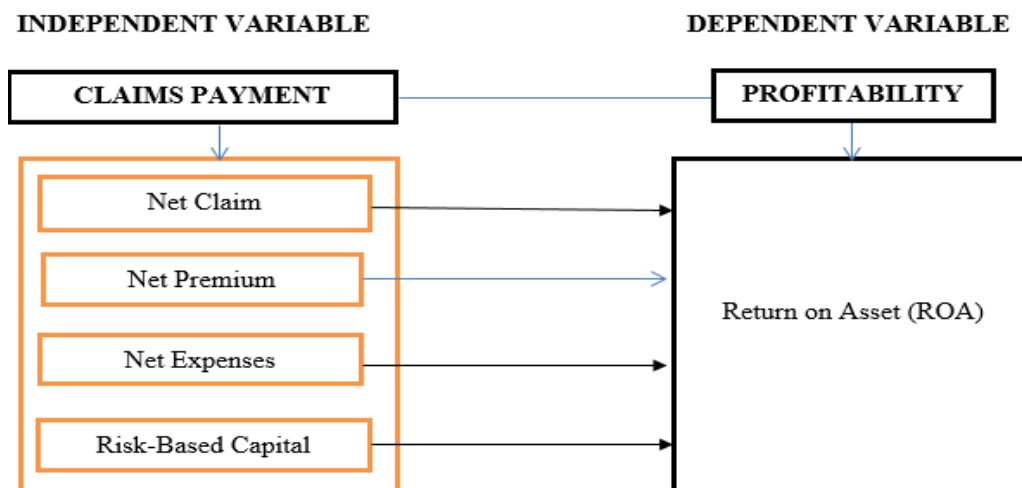 INDEPENDENT VARIABLE
DEPENDENT VARIABLE
CLAIMS PAYMENT
PROFITABILITY
Net Claim
Net Premium
Return on Asset (ROA)
Net Expenses
Risk-Based Capital